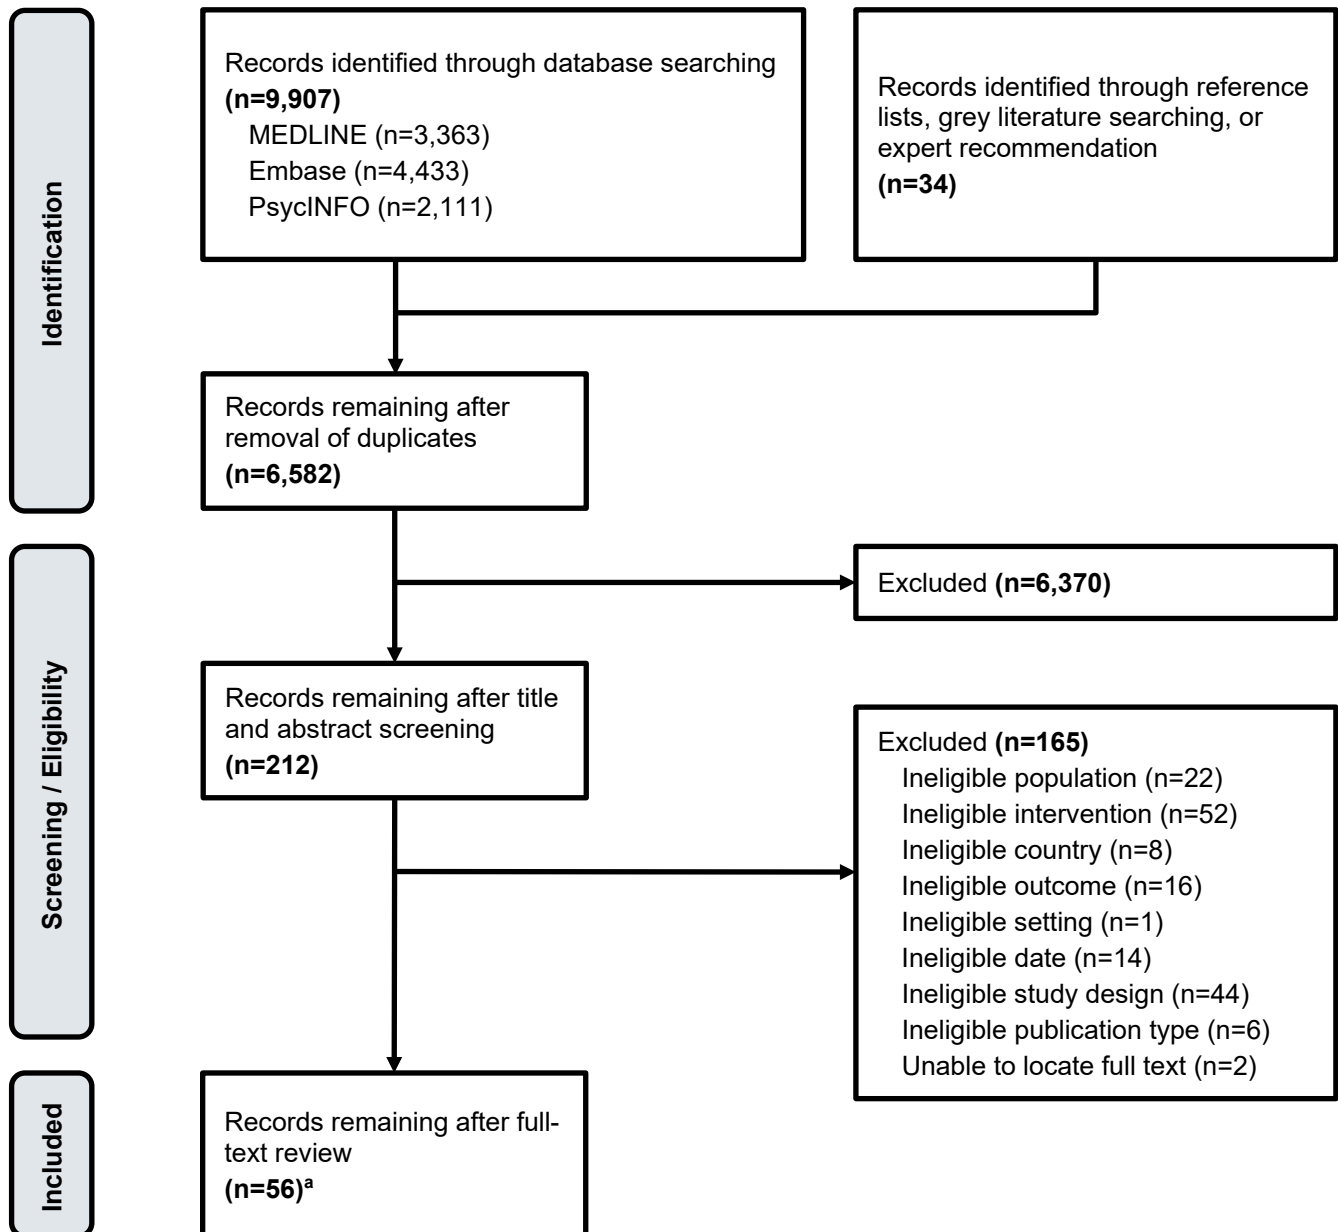 Identification
Records identified through database searching
(n=9,907)
MEDLINE (n=3,363)
Embase (n=4,433)
PsycINFO (n=2,111)
Records identified through reference
lists, grey literature searching, or
expert recommendation
(n=34)
Records remaining after
removal of duplicates
(n=6,582)
Screening / Eligibility
Excluded (n=6,370)
Records remaining after title
and abstract screening
(n=212)
Excluded (n=165)
Ineligible population (n=22)
Ineligible intervention (n=52)
Ineligible country (n=8)
Ineligible outcome (n=16)
Ineligible setting (n=1)
Ineligible date (n=14)
Ineligible study design (n=44)
Ineligible publication type (n=6)
Unable to locate full text (n=2)
Included
Records remaining after full-
text review
(n=56)ᵃ